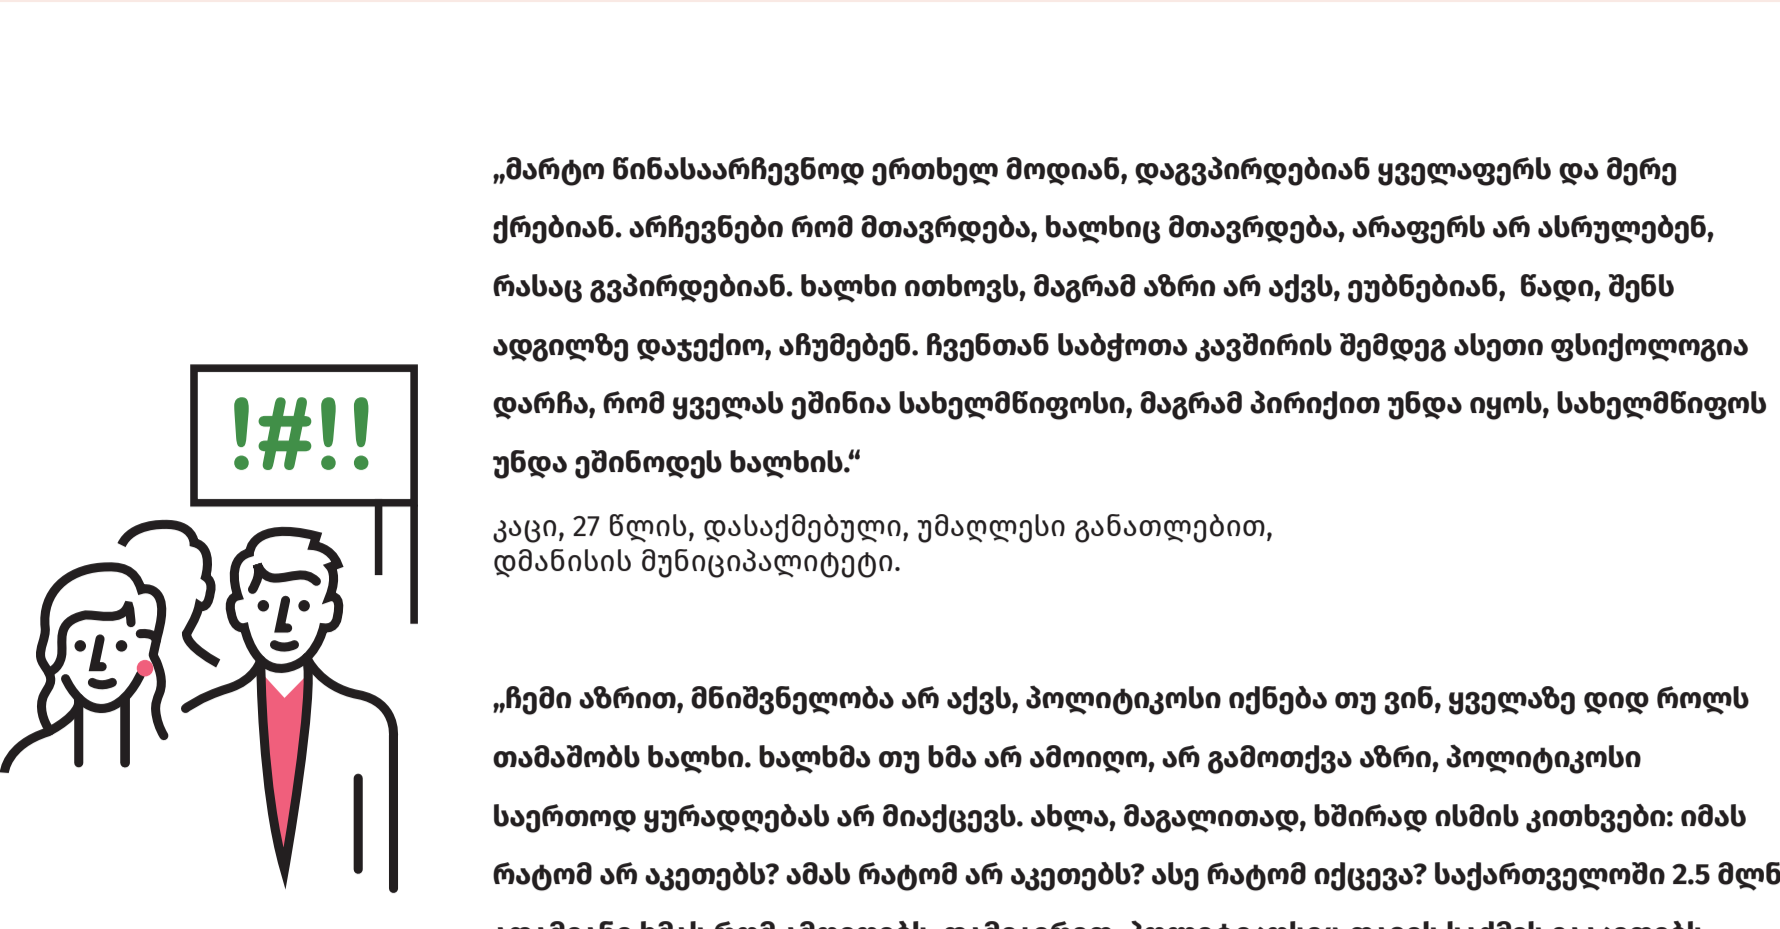 „მარტო წინასაარჩევნოდ ერთხელ მოდიან, დაგვპირდებიან ყველაფერს და მერე
ქრებიან. არჩევნები რომ მთავრდება, ხალხიც მთავრდება, არაფერს არ ასრულებენ,
რასაც გვპირდებიან. ხალხი ითხოვს, მაგრამ აზრი არ აქვს, ეუბნებიან, წადი, შენს
ადგილზე დაჯექიო, აჩუმებენ. ჩვენთან საბჭოთა კავშირის შემდეგ ასეთი ფსიქოლოგია
დარჩა, რომ ყველას ეშინია სახელმწიფოსი, მაგრამ პირიქით უნდა იყოს, სახელმწიფოს
უნდა ეშინოდეს ხალხის.“
!#!!
კაცი, 27 წლის, დასაქმებული, უმაღლესი განათლებით,
დმანისის მუნიციპალიტეტი.
„ჩემი აზრით, მნიშვნელობა არ აქვს, პოლიტიკოსი იქნება თუ ვინ, ყველაზე დიდ როლს
თამაშობს ხალხი. ხალხმა თუ ხმა არ ამოიღო, არ გამოთქვა აზრი, პოლიტიკოსი
საერთოდ ყურადღებას არ მიაქცევს. ახლა, მაგალითად, ხშირად ისმის კითხვები: იმას
რატომ არ აკეთებს? ამას რატომ არ აკეთებს? ასე რატომ იქცევა? საქართველოში 2.5 მლნ